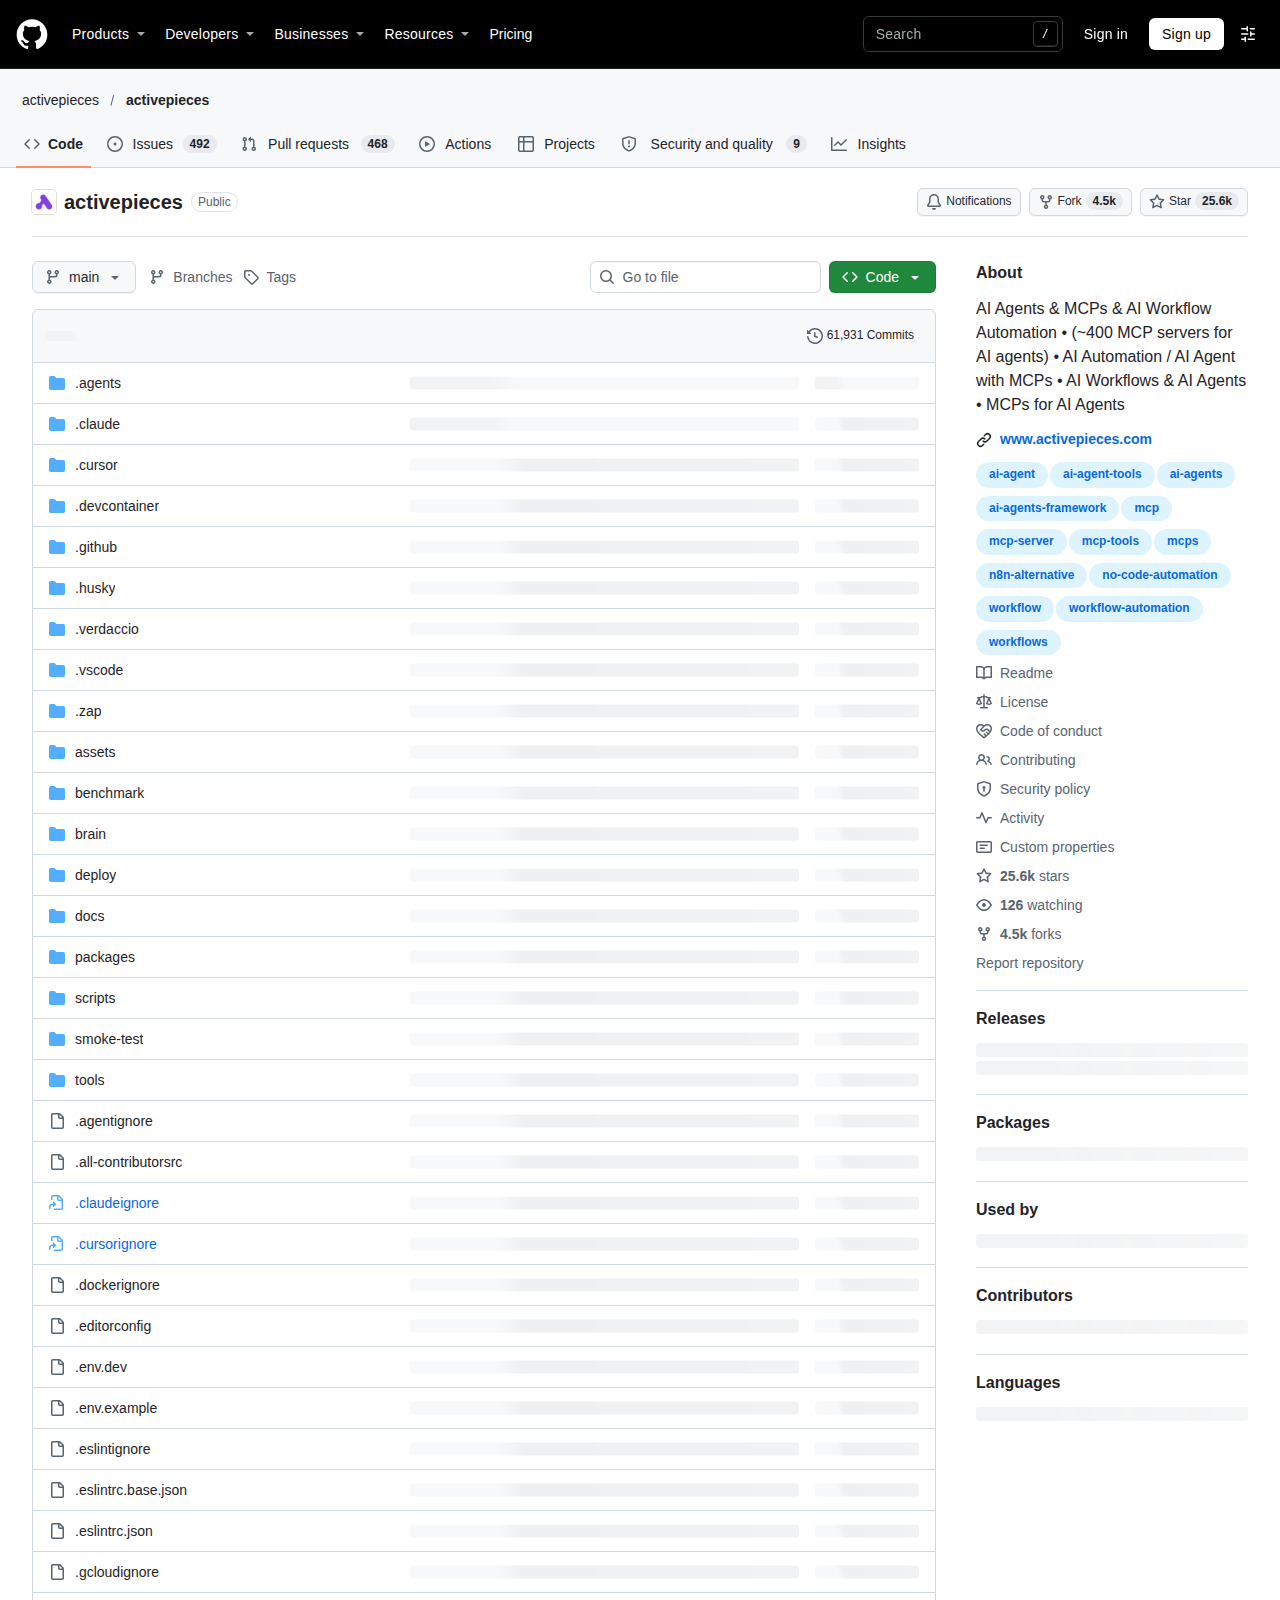 Products Developers Businesses Resources Pricing Search / Sign in Sign up
activepieces / activepieces
Code Issues 492 Pull requests 468 Actions Projects Security and quality 9 Insights
activepieces Public Notifications Fork 4.5k Star 25.6k
main Branches Tags Go to file Code
61,931 Commits
.agents
.claude
.cursor
.devcontainer
.github
.husky
.verdaccio
.vscode
.zap
assets
benchmark
brain
deploy
docs
packages
scripts
smoke-test
tools
.agentignore
.all-contributorsrc
.claudeignore
.cursorignore
.dockerignore
.editorconfig
.env.dev
.env.example
.eslintignore
.eslintrc.base.json
.eslintrc.json
.gcloudignore
About
AI Agents & MCPs & AI Workflow
Automation • (~400 MCP servers for
AI agents) • AI Automation / AI Agent
with MCPs • AI Workflows & AI Agents
• MCPs for AI Agents
www.activepieces.com
ai-agent ai-agent-tools ai-agents
ai-agents-framework mcp
mcp-server mcp-tools mcps
n8n-alternative no-code-automation
workflow workflow-automation
workflows
Readme
License
Code of conduct
Contributing
Security policy
Activity
Custom properties
25.6k stars
126 watching
4.5k forks
Report repository
Releases
Packages
Used by
Contributors
Languages